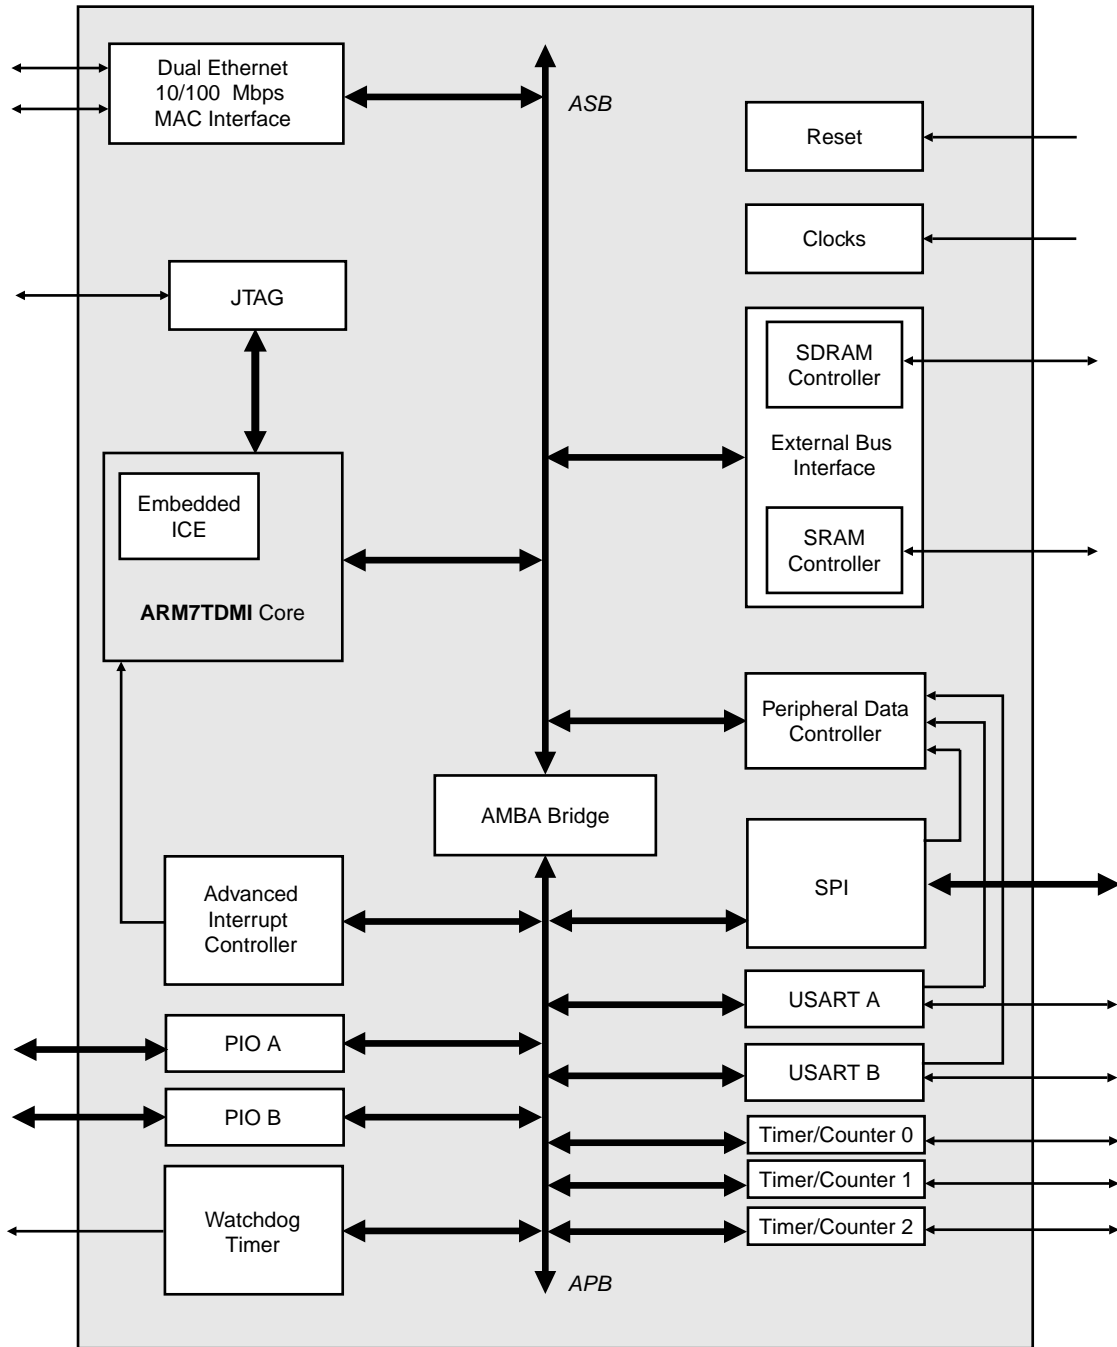 Dual Ethernet
10/100 Mbps
MAC Interface
ASB
Reset
Clocks
JTAG
SDRAM
Controller
External Bus
Interface
SRAM
Controller
Embedded
ICE
ARM7TDMI Core
Peripheral Data
Controller
AMBA Bridge
SPI
Advanced
Interrupt
Controller
USART A
PIO A
USART B
PIO B
Timer/Counter 0
Timer/Counter 1
Watchdog
Timer
Timer/Counter 2
APB